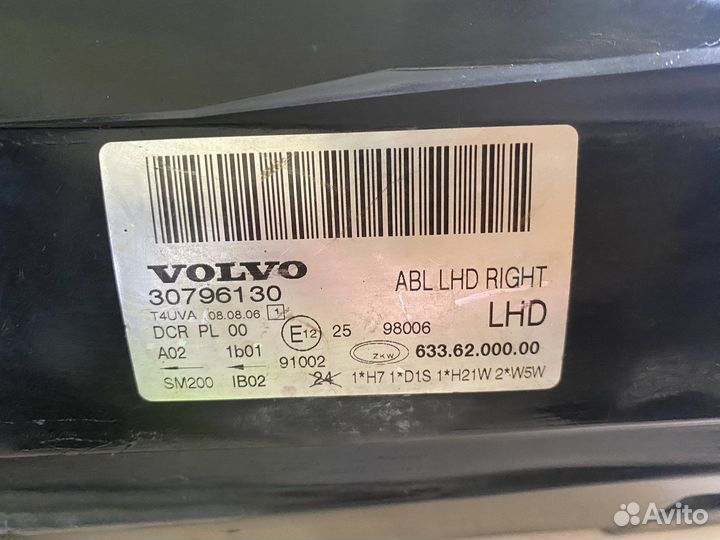 VOLVO
30796130
ABL LHD RIGHT
LHD
T4UVA 08.08.06 1
DCR PL 00
E12 25 98006
A02 1b01
91002
ZKW 633.62.000.00
SM200 IB02
24 1*H7 1*D1S 1*H21W 2*W5W
Avito